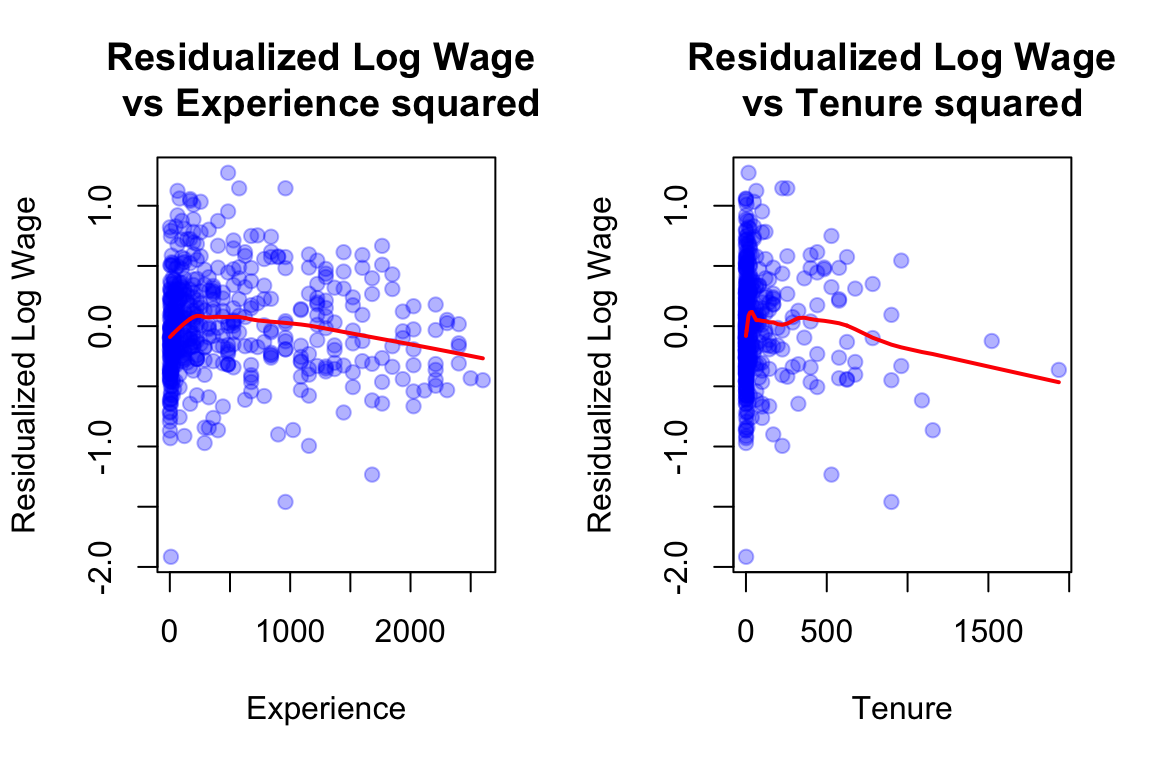 Residualized Log Wage
vs Experience squared
Residualized Log Wage
1.0
0.0
-1.0
-2.0
0
1000
2000
Experience
Residualized Log Wage
vs Tenure squared
Residualized Log Wage
1.0
0.0
-1.0
-2.0
0
500
1500
Tenure